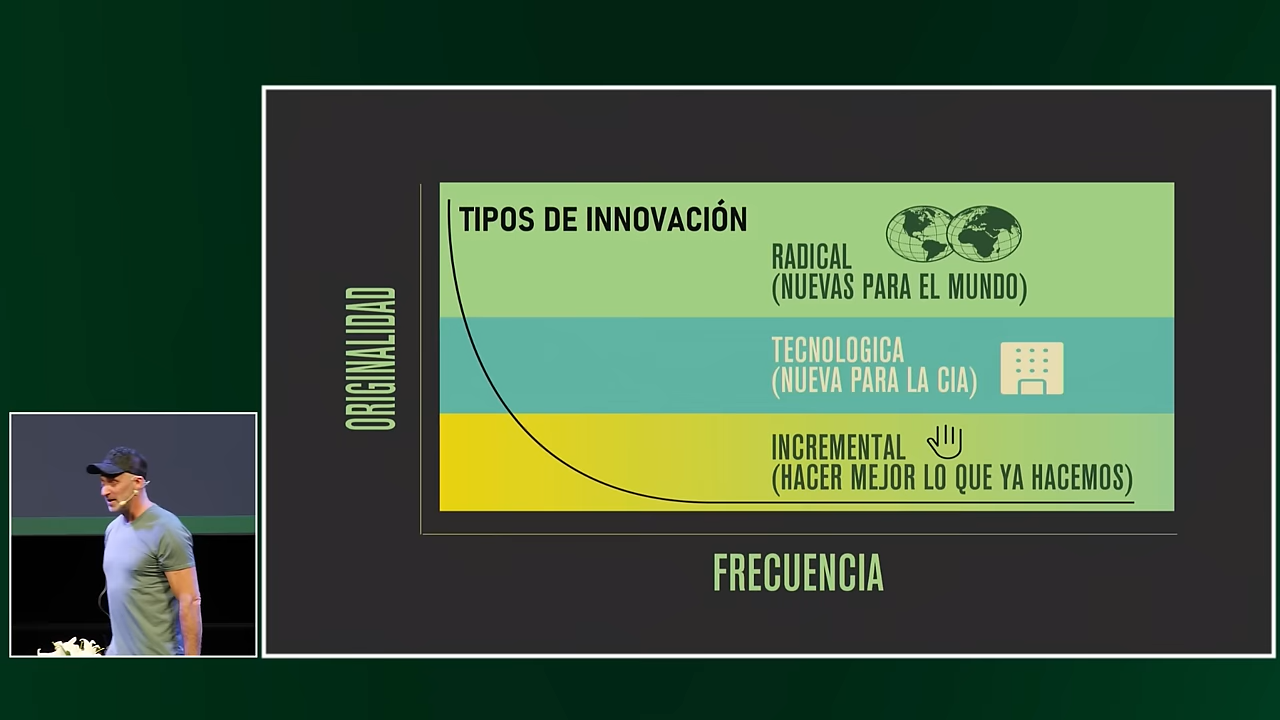 TIPOS DE INNOVACIÓN
RADICAL
(NUEVAS PARA EL MUNDO)
TECNOLOGICA
(NUEVA PARA LA CIA)
INCREMENTAL
(HACER MEJOR LO QUE YA HACEMOS)
ORIGINALIDAD
FRECUENCIA